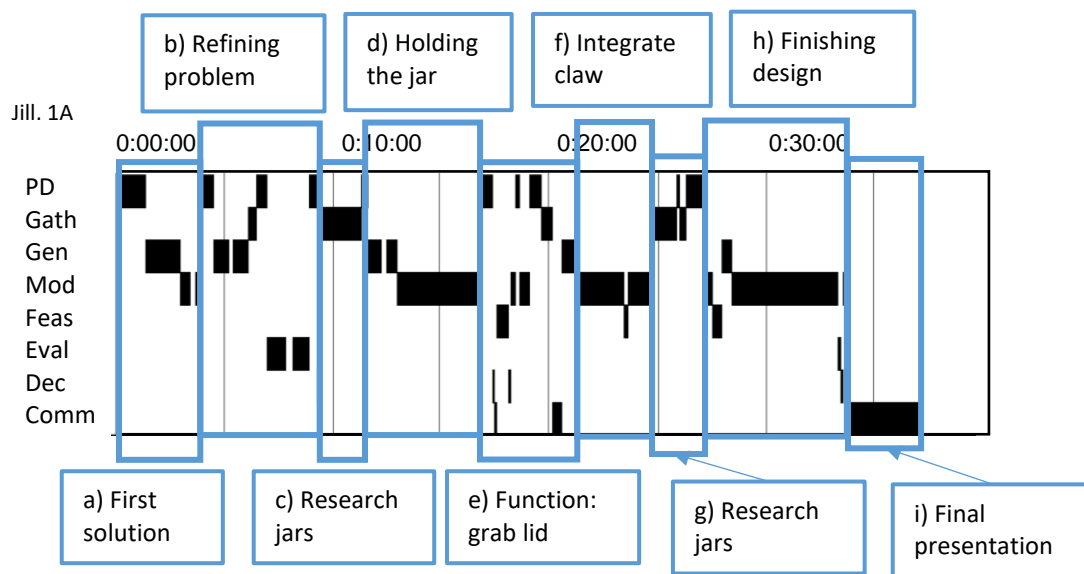 b) Refining
problem
d) Holding
the jar
f) Integrate
claw
h) Finishing
design
Jill. 1A
0:00:00 0:10:00 0:20:00 0:30:00
PD
Gath
Gen
Mod
Feas
Eval
Dec
Comm
a) First
solution
c) Research
jars
e) Function:
grab lid
g) Research
jars
i) Final
presentation